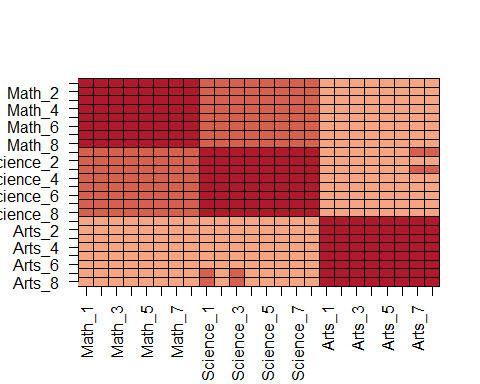 Math_2
Math_4
Math_6
Math_8
cience_2
cience_4
cience_6
cience_8
Arts_2
Arts_4
Arts_6
Arts_8
Math_1
Math_3
Math_5
Math_7
Science_1
Science_3
Science_5
Science_7
Arts_1
Arts_3
Arts_5
Arts_7